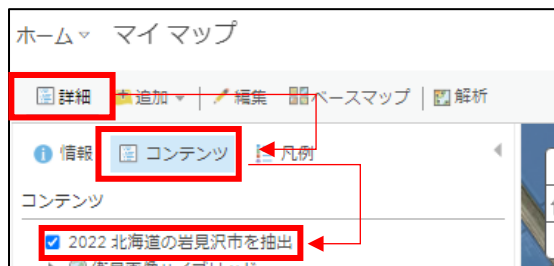 ホーム マイ マップ
詳細 追加 編集 ベースマップ 解析
情報 コンテンツ 凡例
コンテンツ
2022 北海道の岩見沢市を抽出